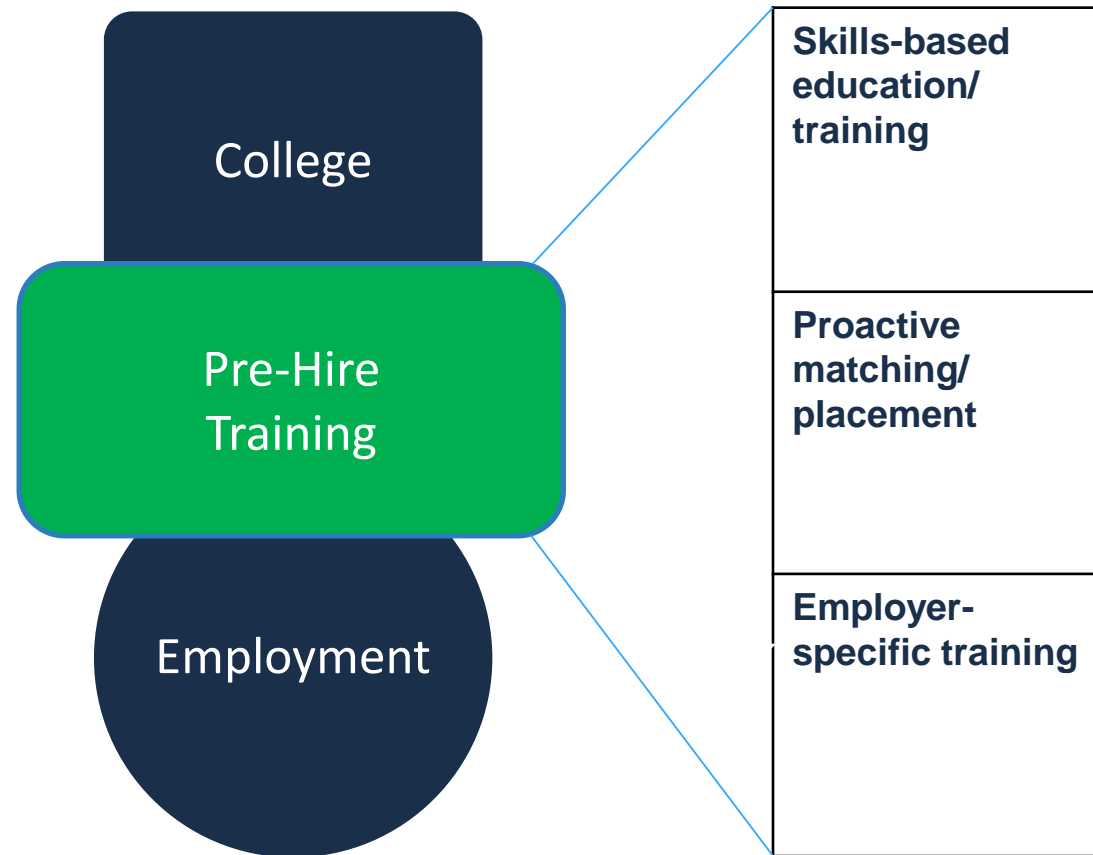 College
Pre-Hire
Training
Employment
Skills-based
education/
training
Proactive
matching/
placement
Employer-
specific training